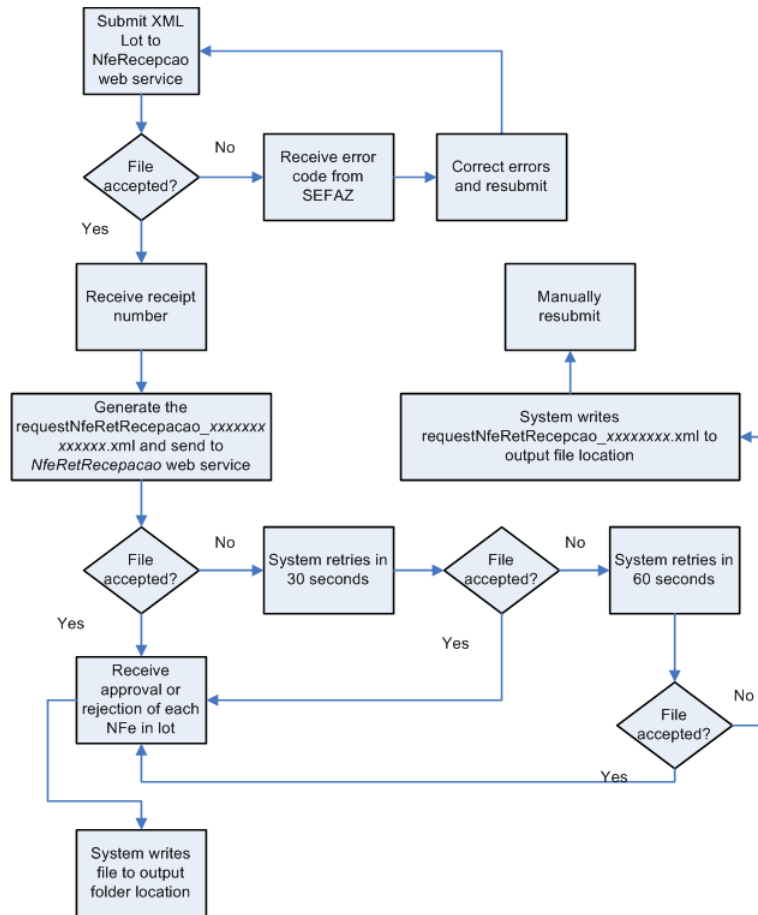 Submit XML
Lot to
NfeRecepcao
web service
File
accepted?
No
Receive error
code from
SEFAZ
Correct errors
and resubmit
Yes
Receive receipt
number
Manually
resubmit
Generate the
requestNfeRetRecepacao_xxxxxxx
xxxxxx.xml and send to
NfeRetRecepacao web service
System writes
requestNfeRetRecepcao_xxxxxxxx.xml to
output file location
File
accepted?
No
System retries in
30 seconds
File
accepted?
No
System retries in
60 seconds
Yes
Yes
Receive
approval or
rejection of each
NFe in lot
File
accepted?
No
Yes
System writes
file to output
folder location